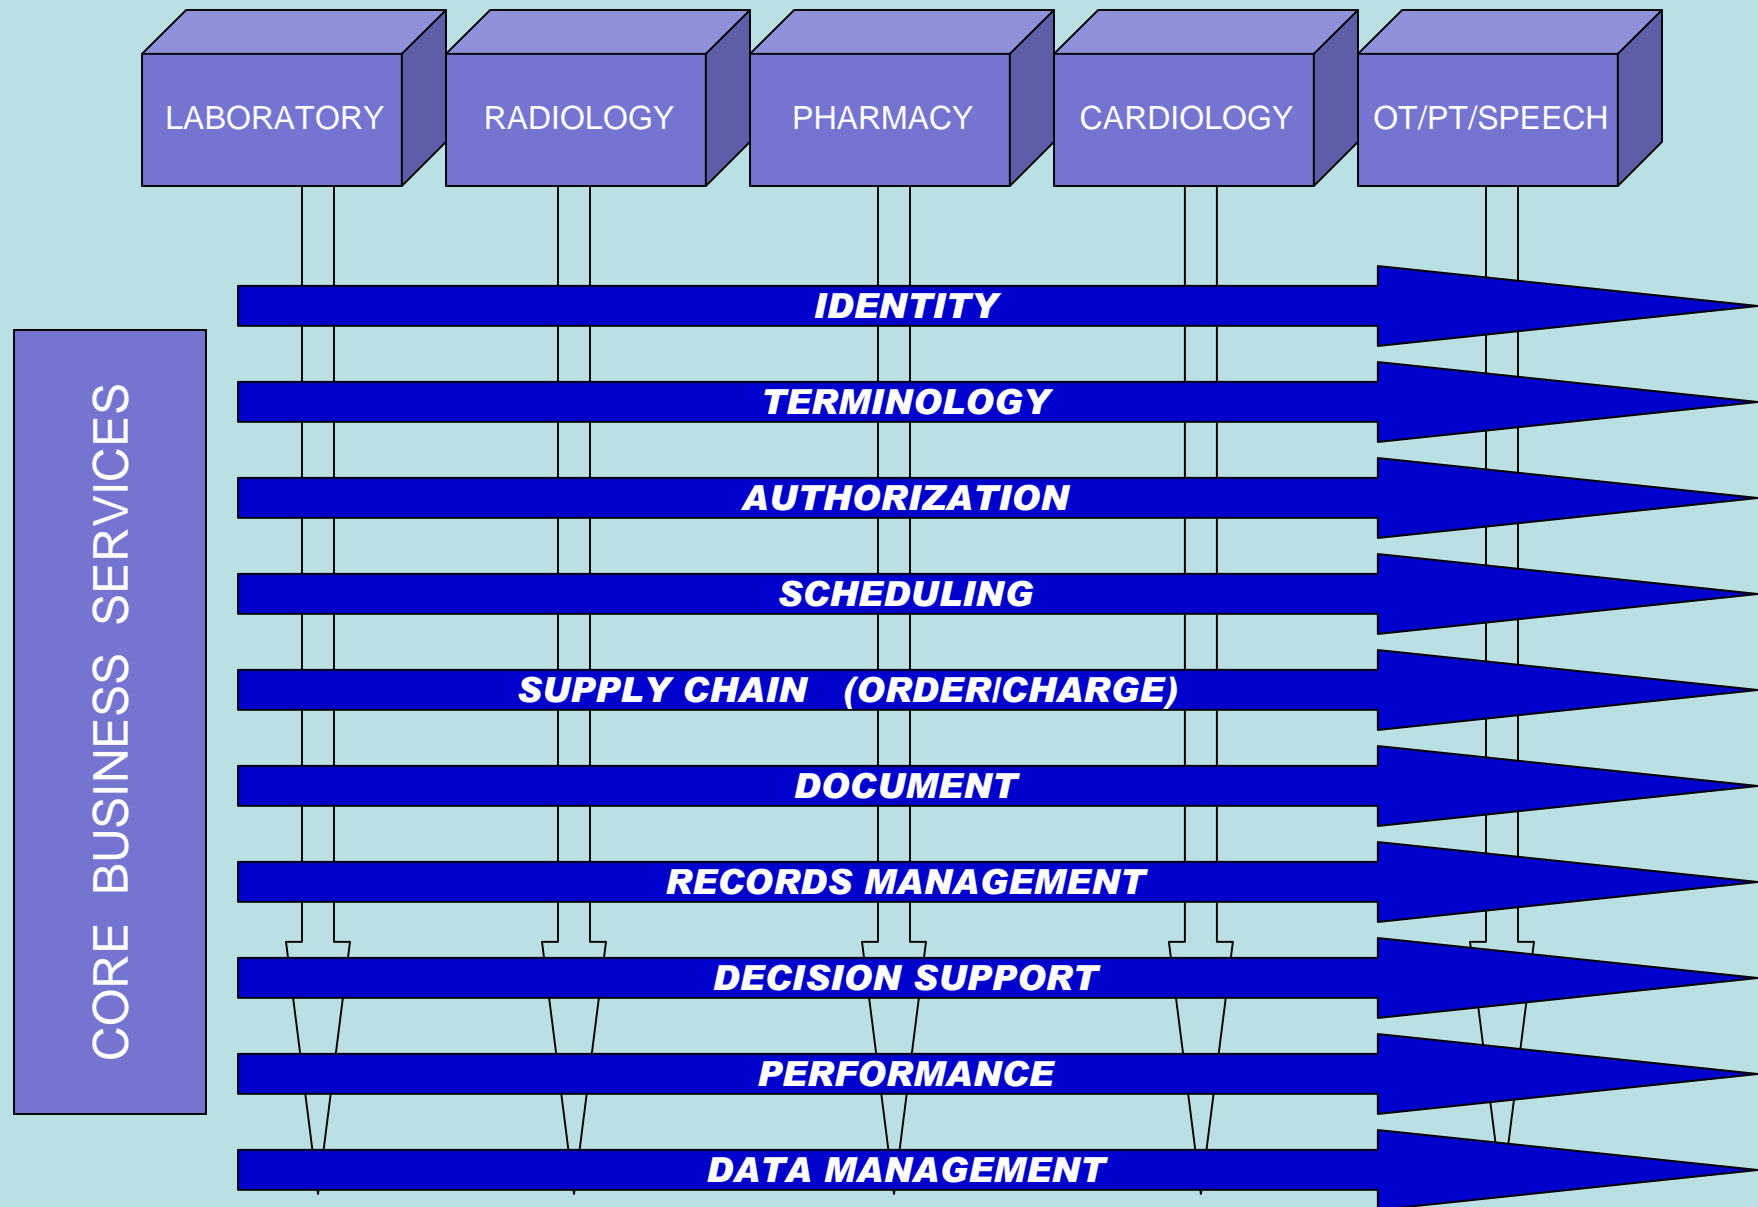 LABORATORY
RADIOLOGY
PHARMACY
CARDIOLOGY
OT/PT/SPEECH
CORE BUSINESS SERVICES
IDENTITY
TERMINOLOGY
AUTHORIZATION
SCHEDULING
SUPPLY CHAIN (ORDER/CHARGE)
DOCUMENT
RECORDS MANAGEMENT
DECISION SUPPORT
PERFORMANCE
DATA MANAGEMENT